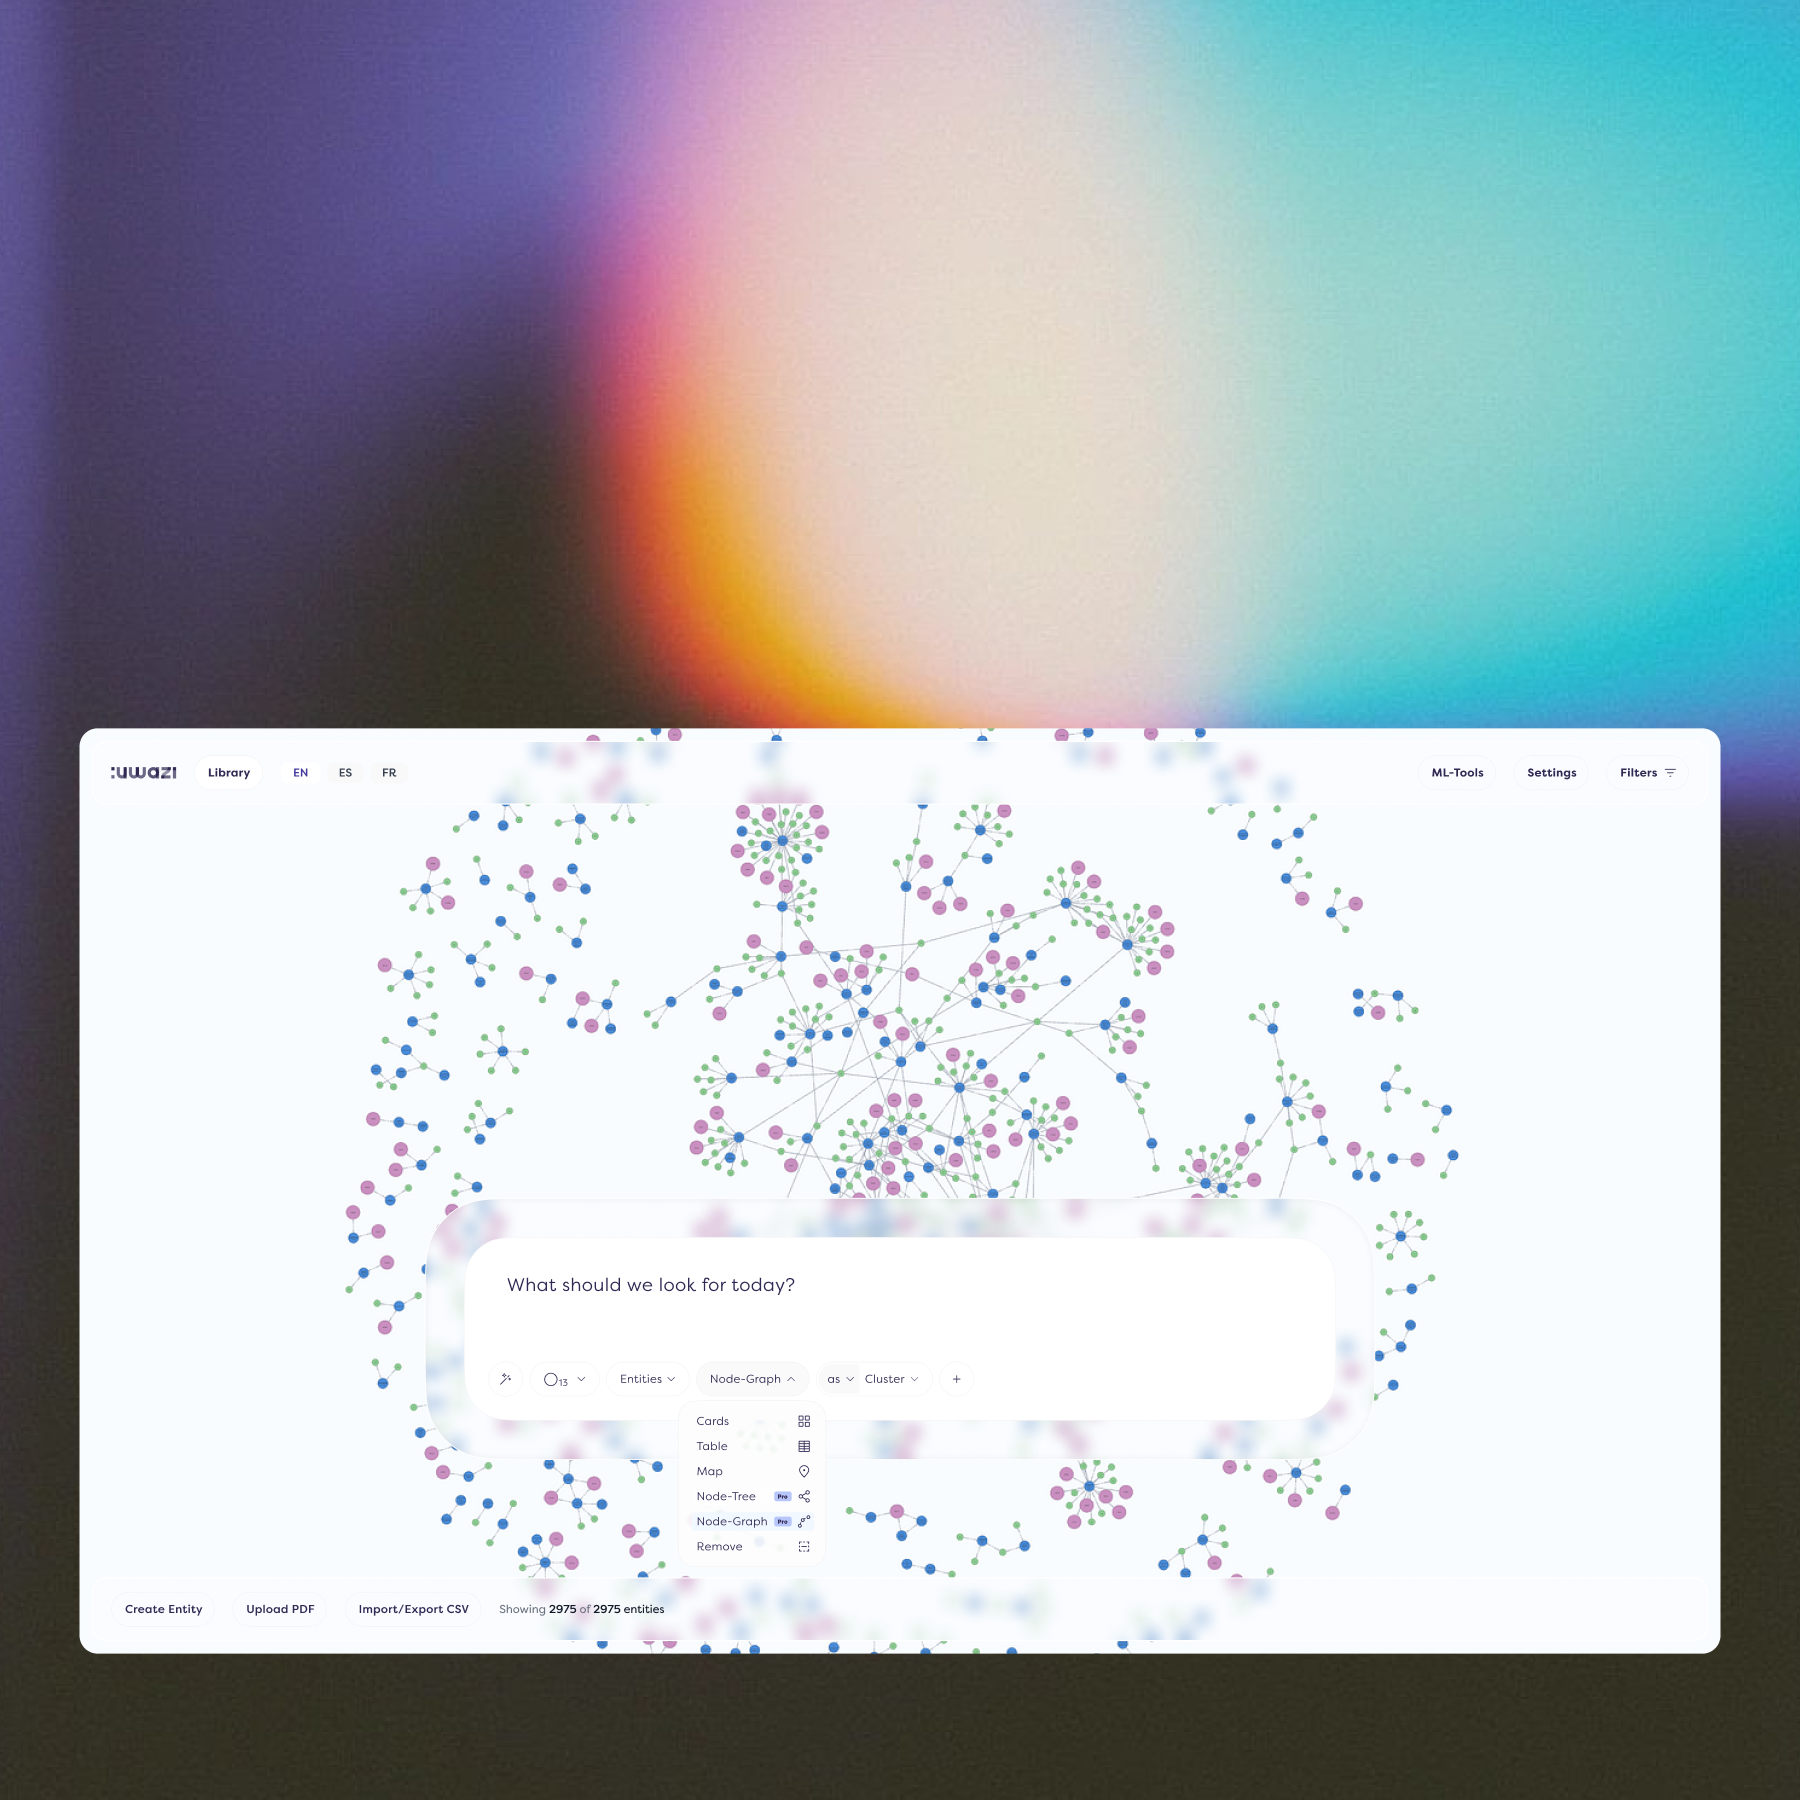 :uwazi
Library
EN
ES
FR
ML-Tools
Settings
Filters
What should we look for today?
13
Entities
Node-Graph
as
Cluster
+
Cards
Table
Map
Node-Tree Pro
Node-Graph Pro
Remove
Create Entity
Upload PDF
Import/Export CSV
Showing 2975 of 2975 entities